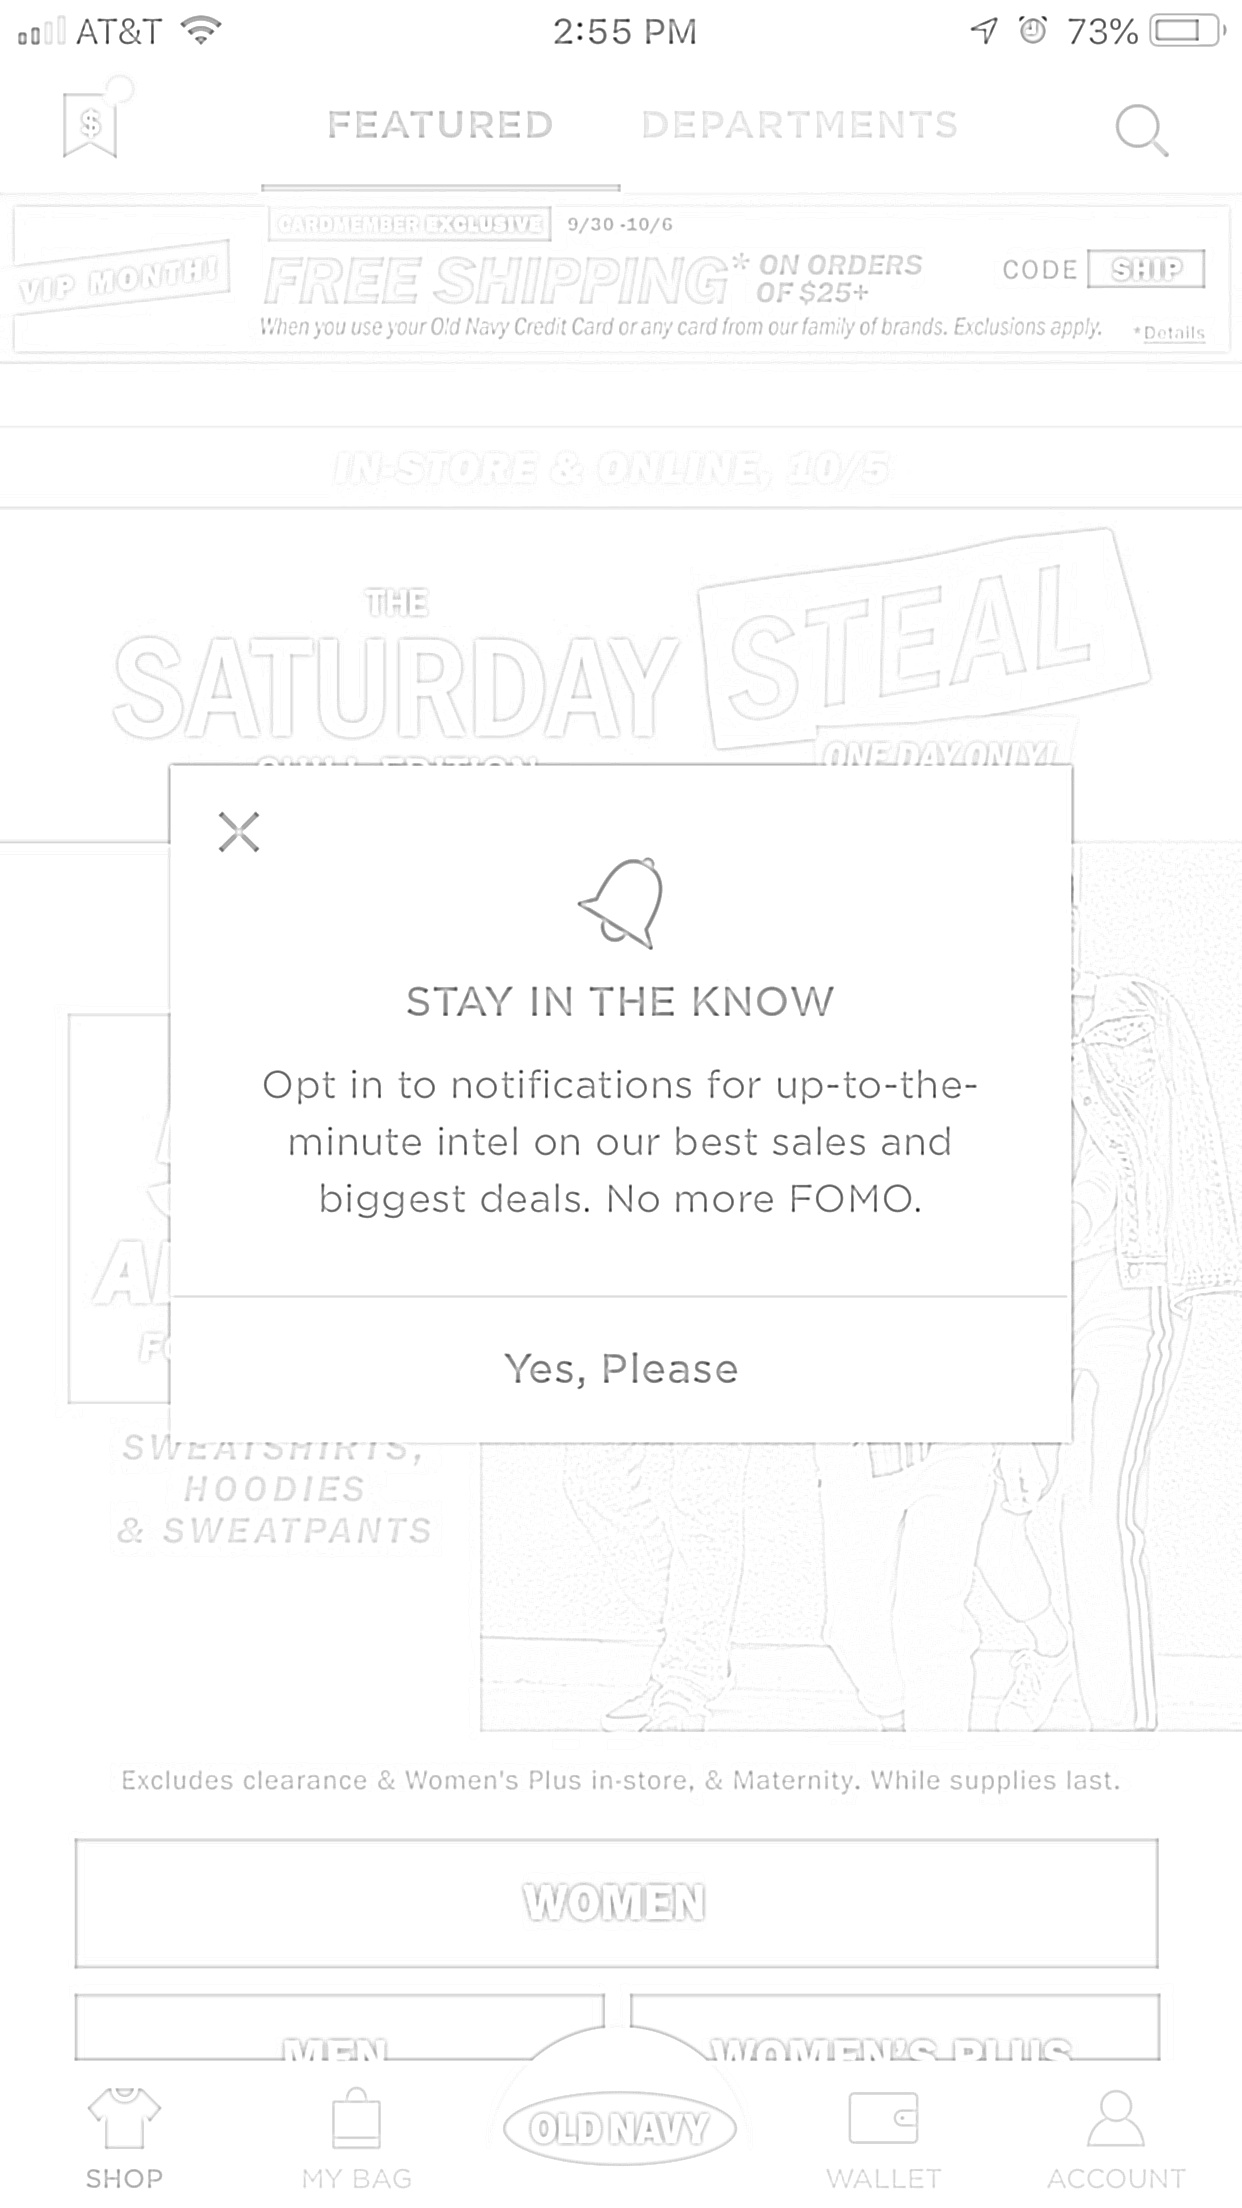 AT&T
2:55 PM
73%
$
FEATURED
DEPARTMENTS
VIP MONTH!
CARDMEMBER EXCLUSIVE 9/30 -10/6
FREE SHIPPING* ON ORDERS OF $25+
CODE SHIP
When you use your Old Navy Credit Card or any card from our family of brands. Exclusions apply.
*Details
IN-STORE & ONLINE, 10/5
THE
SATURDAY
STEAL
ONE DAY ONLY!
STAY IN THE KNOW
Opt in to notifications for up-to-the-
minute intel on our best sales and
biggest deals. No more FOMO.
Yes, Please
SWEATSHIRTS,
HOODIES
& SWEATPANTS
Excludes clearance & Women's Plus in-store, & Maternity. While supplies last.
WOMEN
MEN
WOMEN'S PLUS
OLD NAVY
SHOP
MY BAG
WALLET
ACCOUNT